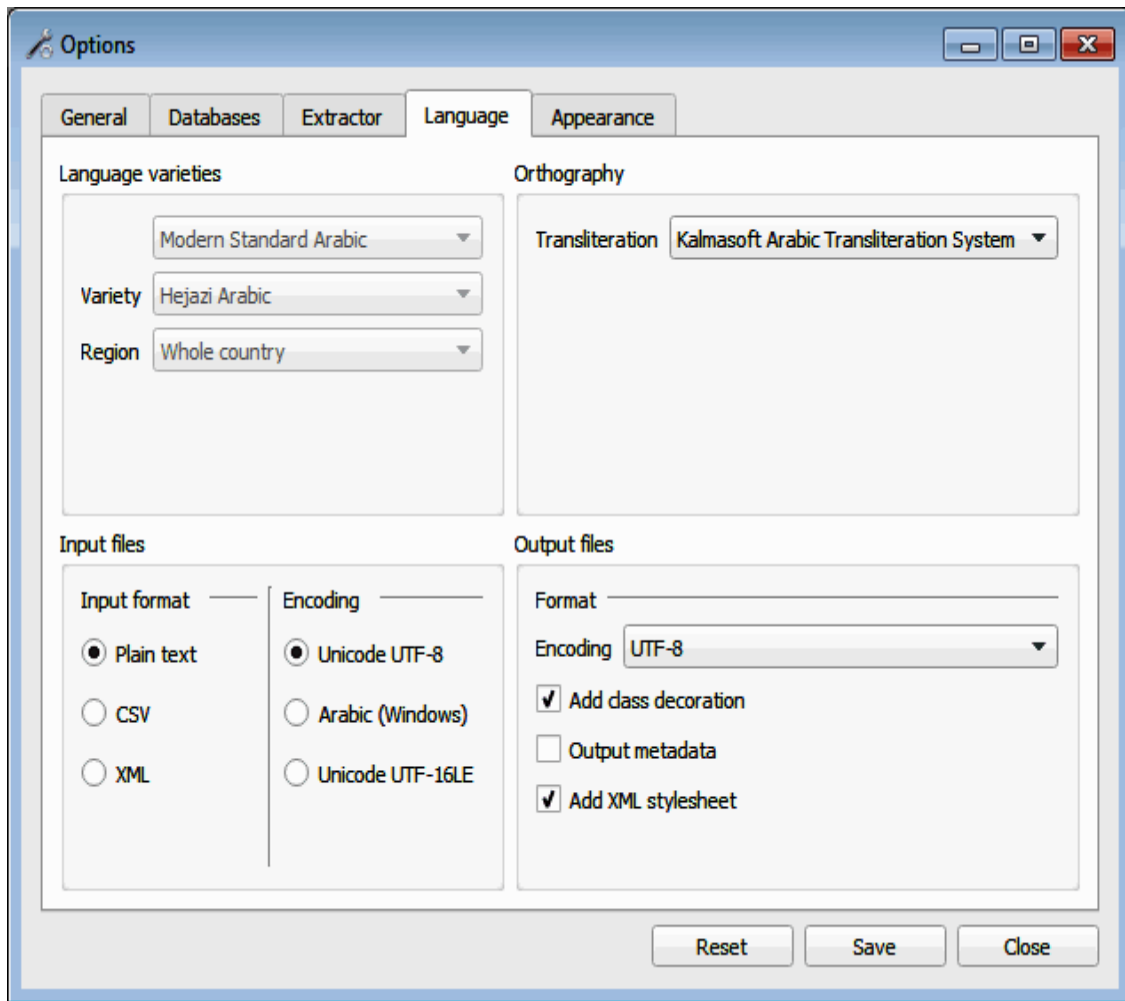 Options
General
Databases
Extractor
Language
Appearance
Language varieties
Modern Standard Arabic
Variety Hejazi Arabic
Region Whole country
Orthography
Transliteration Kalmasoft Arabic Transliteration System
Input files
Input format
Plain text
CSV
XML
Encoding
Unicode UTF-8
Arabic (Windows)
Unicode UTF-16LE
Output files
Format
Encoding UTF-8
Add class decoration
Output metadata
Add XML stylesheet
Reset
Save
Close